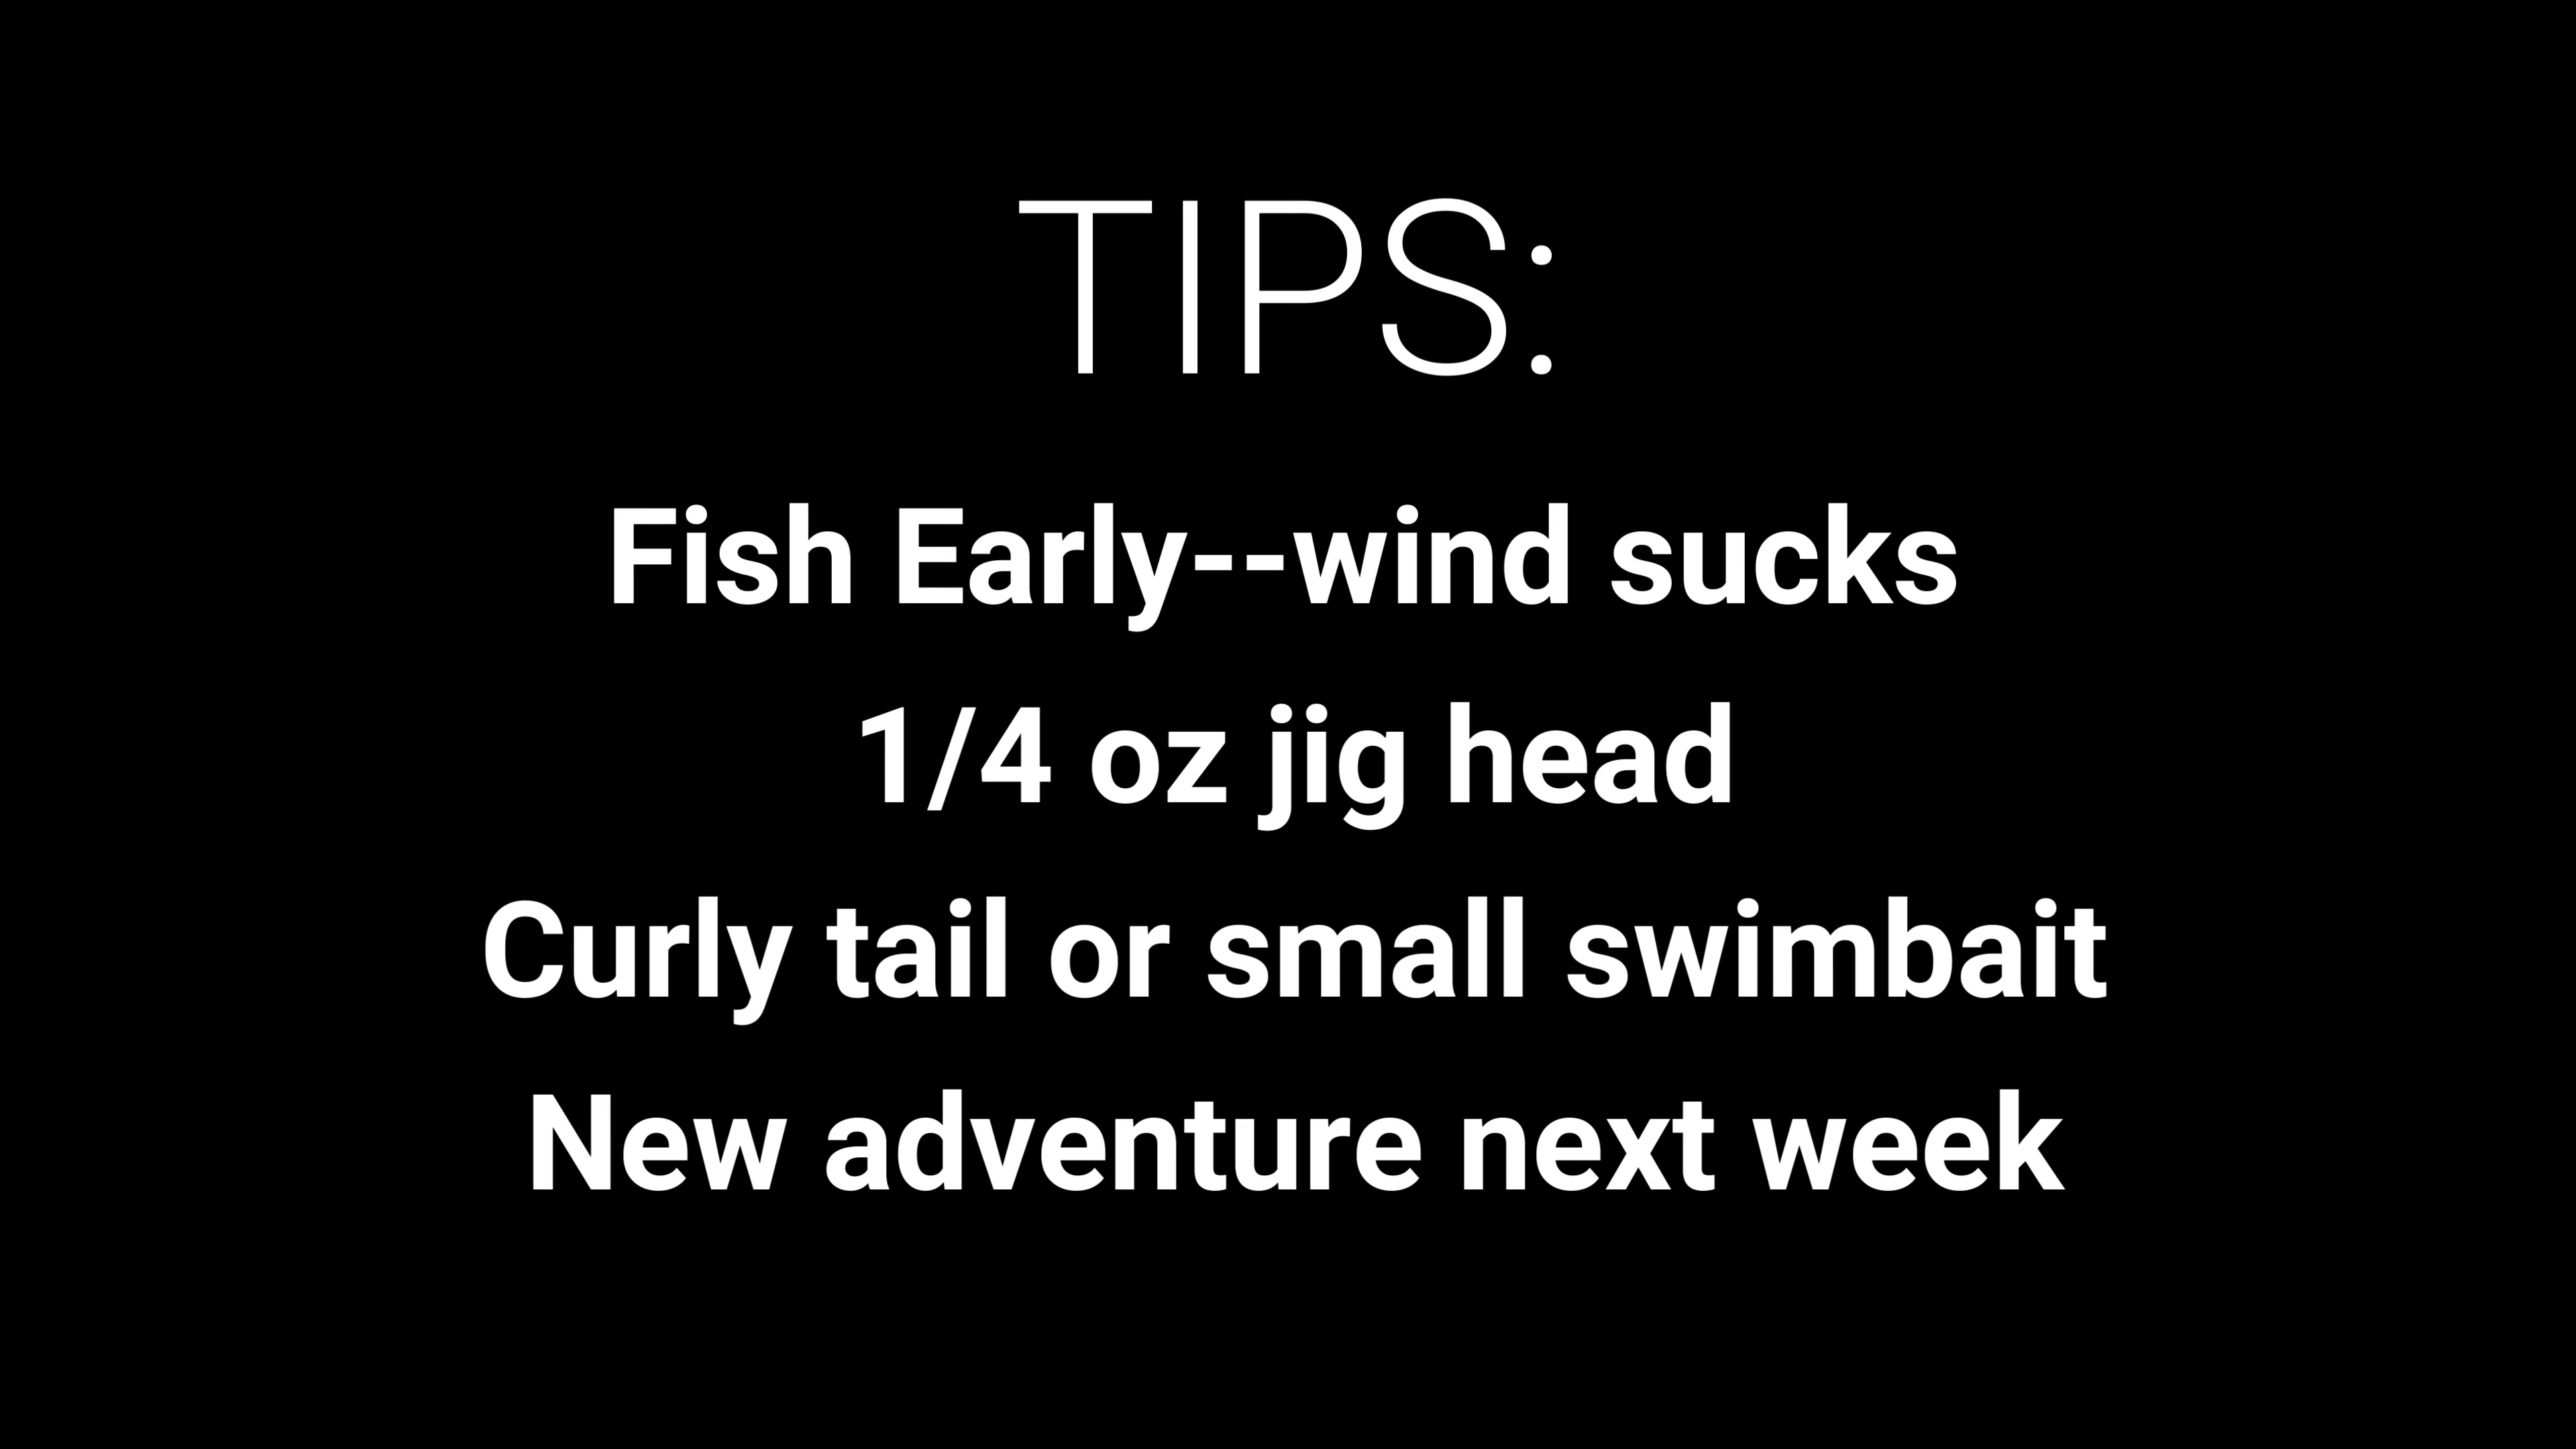 TIPS:
Fish Early--wind sucks
1/4 oz jig head
Curly tail or small swimbait
New adventure next week